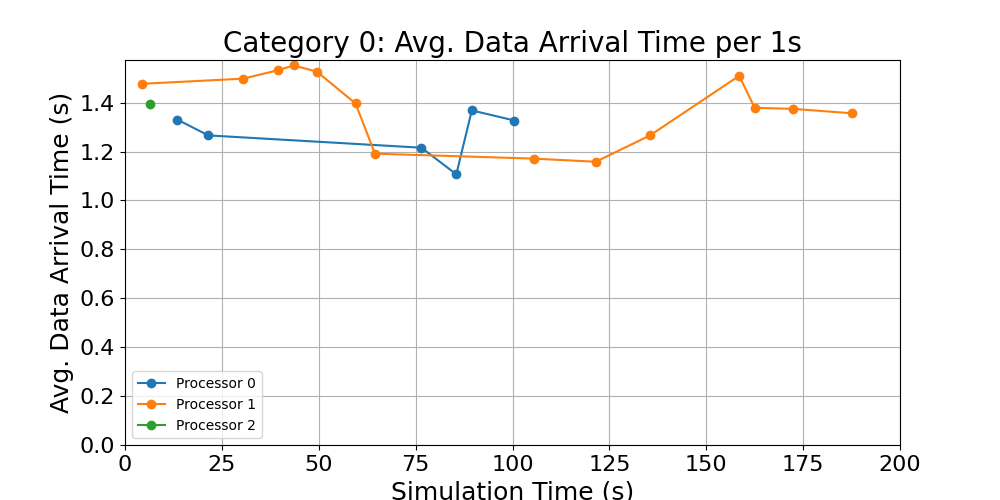 Category 0: Avg. Data Arrival Time per 1s
Avg. Data Arrival Time (s)
1.4
1.2
1.0
0.8
0.6
0.4
0.2
0.0
Processor 0
Processor 1
Processor 2
0 25 50 75 100 125 150 175 200
Simulation Time (s)